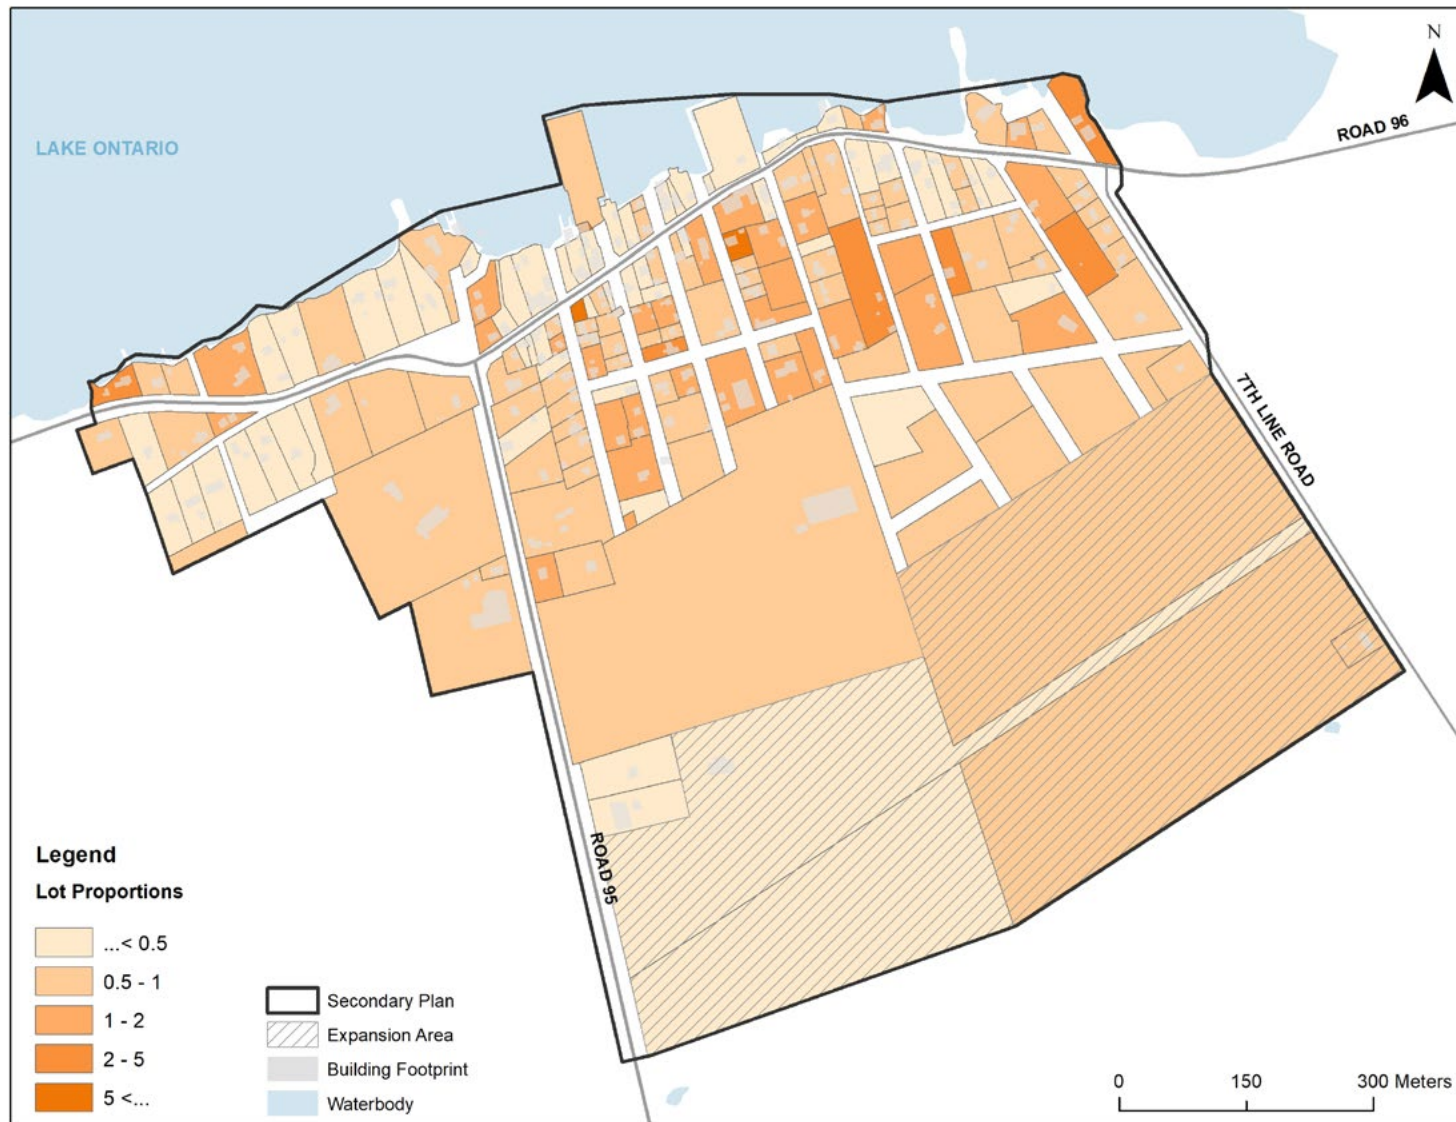 N
ROAD 96
LAKE ONTARIO
7TH LINE ROAD
ROAD 95
Legend
Lot Proportions
...< 0.5
0.5 - 1
1 - 2
2 - 5
5 <...
Secondary Plan
Expansion Area
Building Footprint
Waterbody
0 150 300 Meters